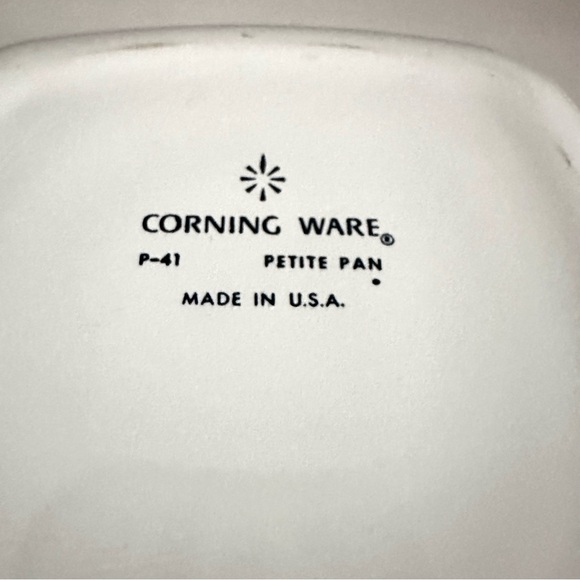 CORNING WARE®
P-41 PETITE PAN
MADE IN U.S.A.